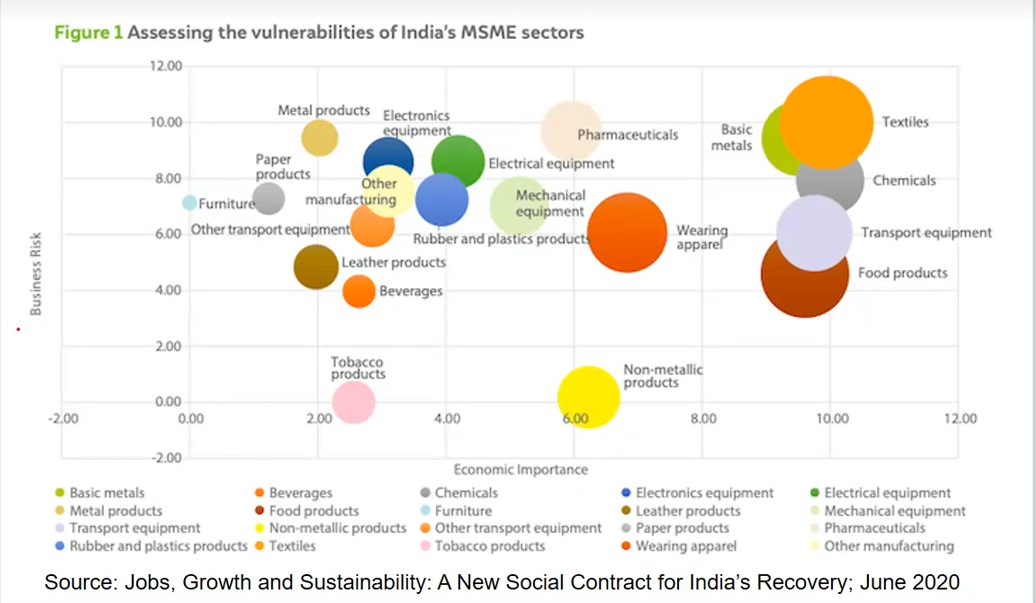 Figure 1 Assessing the vulnerabilities of India's MSME sectors
12.00
10.00
8.00
6.00
4.00
2.00
0.00
-2.00
Business Risk
Metal products
Electronics
equipment
Pharmaceuticals
Basic
metals
Textiles
Paper
products
Electrical equipment
Chemicals
Furniture
Other
manufacturing
Mechanical
equipment
Other transport equipment
Rubber and plastics products
Wearing
apparel
Transport equipment
Leather products
Food products
Beverages
Tobacco
products
Non-metallic
products
-2.00 0.00 2.00 4.00 6.00 8.00 10.00 12.00
Economic Importance
Basic metals Beverages Chemicals Electronics equipment Electrical equipment
Metal products Food products Furniture Leather products Mechanical equipment
Transport equipment Non-metallic products Other transport equipment Paper products Pharmaceuticals
Rubber and plastics products Textiles Tobacco products Wearing apparel Other manufacturing
Source: Jobs, Growth and Sustainability: A New Social Contract for India's Recovery; June 2020